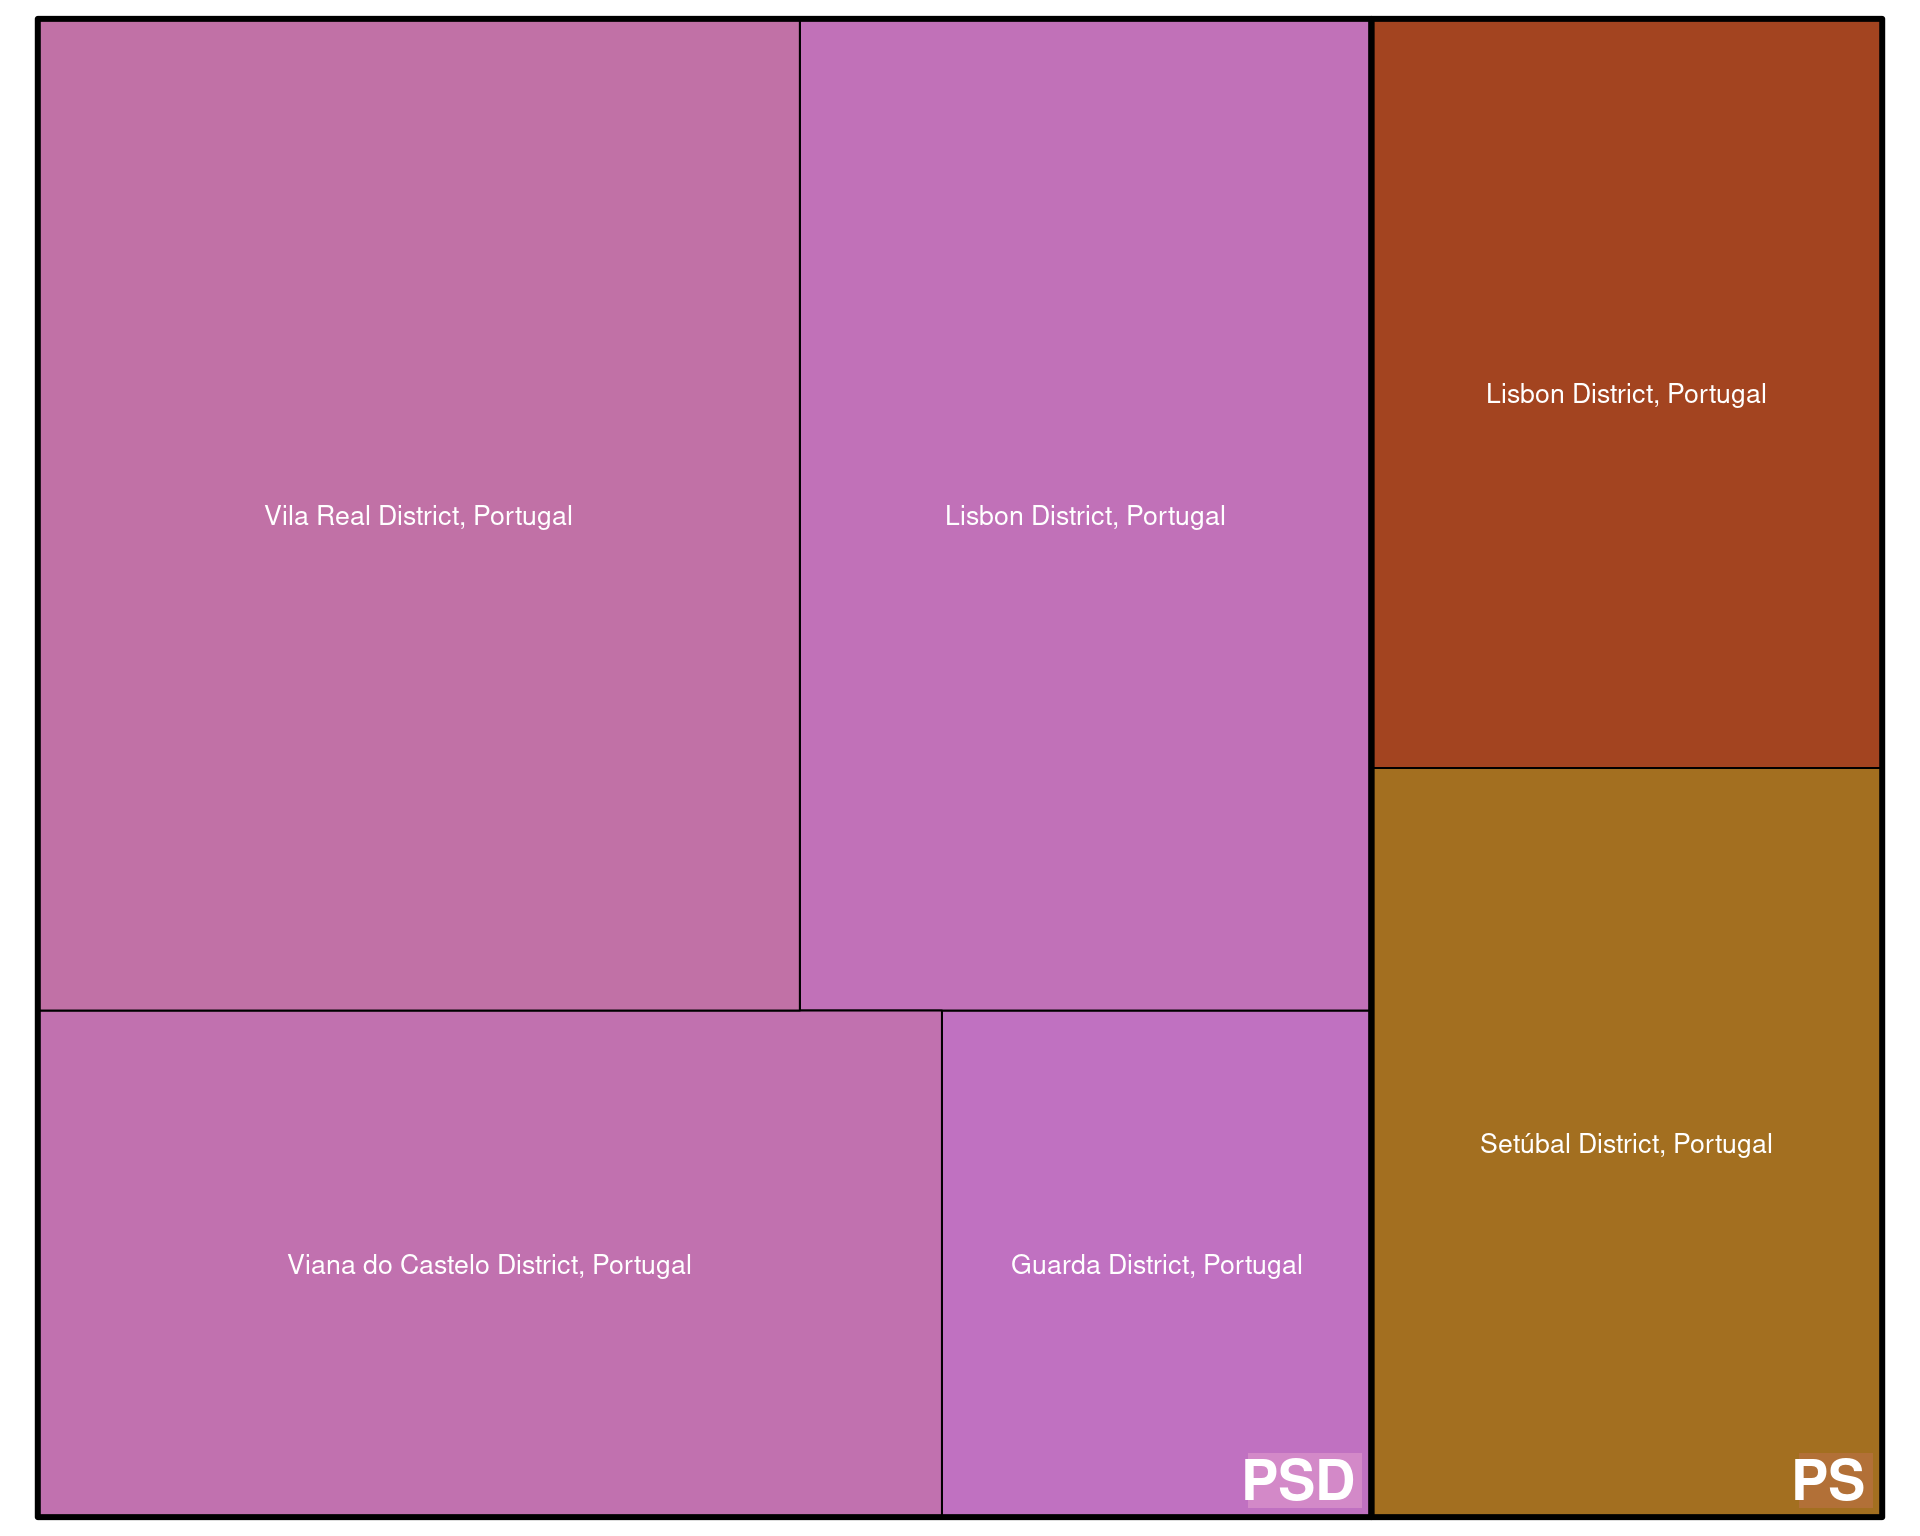 Vila Real District, Portugal
Lisbon District, Portugal
Lisbon District, Portugal
Viana do Castelo District, Portugal
Guarda District, Portugal
Setúbal District, Portugal
PSD
PS